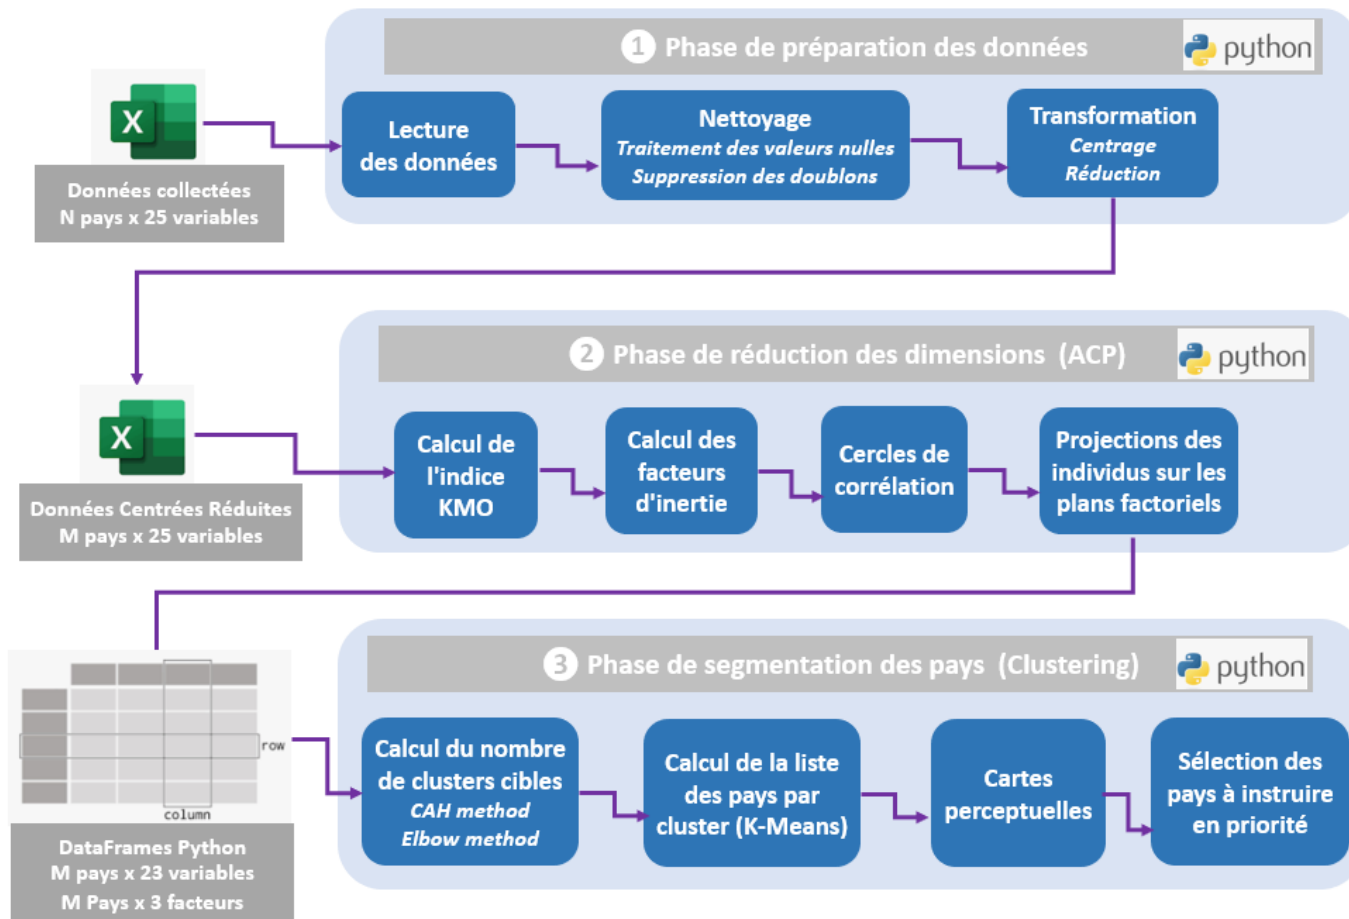 1 Phase de préparation des données
python
X
Données collectées
N pays x 25 variables
Lecture
des données
Nettoyage
Traitement des valeurs nulles
Suppression des doublons
Transformation
Centrage
Réduction
2 Phase de réduction des dimensions (ACP)
python
X
Données Centrées Réduites
M pays x 25 variables
Calcul de
l'indice
KMO
Calcul des
facteurs
d'inertie
Cercles de
corrélation
Projections des
individus sur les
plans factoriels
3 Phase de segmentation des pays (Clustering)
python
row
column
DataFrames Python
M pays x 23 variables
M Pays x 3 facteurs
Calcul du nombre
de clusters cibles
CAH method
Elbow method
Calcul de la liste
des pays par
cluster (K-Means)
Cartes
perceptuelles
Sélection des
pays à instruire
en priorité